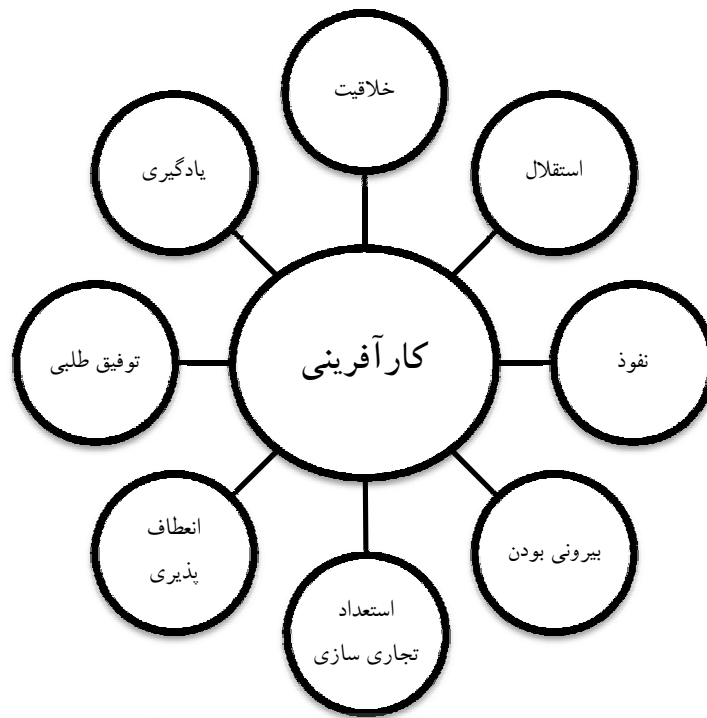 خلاقیت
استقلال
یادگیری
نفوذ
کارآفرینی
توفیق طلبی
بیرونی بودن
انعطاف
پذیری
استعداد
تجاری سازی